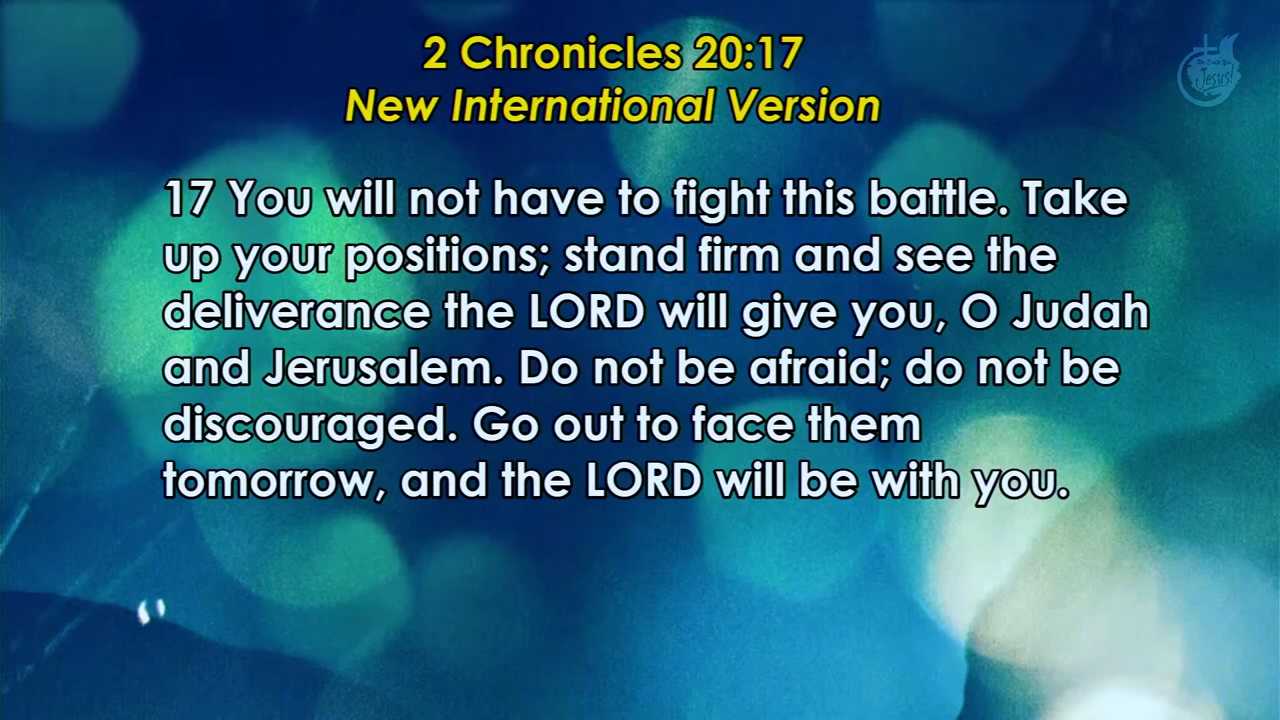 2 Chronicles 20:17
New International Version
Jesus!
17 You will not have to fight this battle. Take
up your positions; stand firm and see the
deliverance the LORD will give you, O Judah
and Jerusalem. Do not be afraid; do not be
discouraged. Go out to face them
tomorrow, and the LORD will be with you.